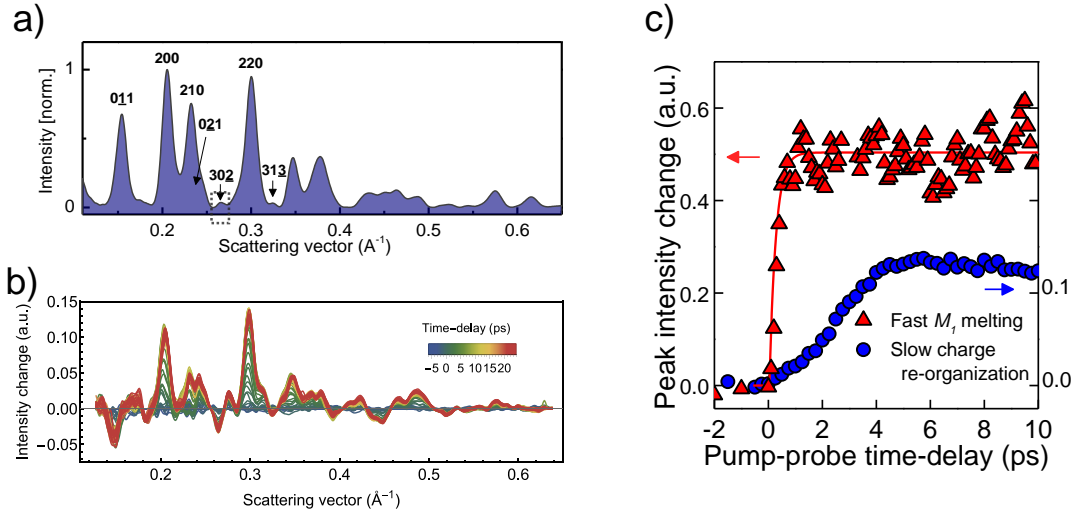 a)
Intensity [norm.]
1
0
011
200
210
021
302
220
313
0.2
0.3
0.4
0.5
0.6
Scattering vector (A⁻¹)
b)
Intensity change (a.u.)
0.15
0.10
0.05
0.00
−0.05
Time−delay (ps)
−5 0 5 10 15 20
0.2
0.3
0.4
0.5
0.6
Scattering vector (Å⁻¹)
c)
Peak intensity change (a.u.)
0.8
0.6
0.4
0.2
0.0
0.1
0.0
Fast M₁ melting
Slow charge
re-organization
-2
0
2
4
6
8
10
Pump-probe time-delay (ps)